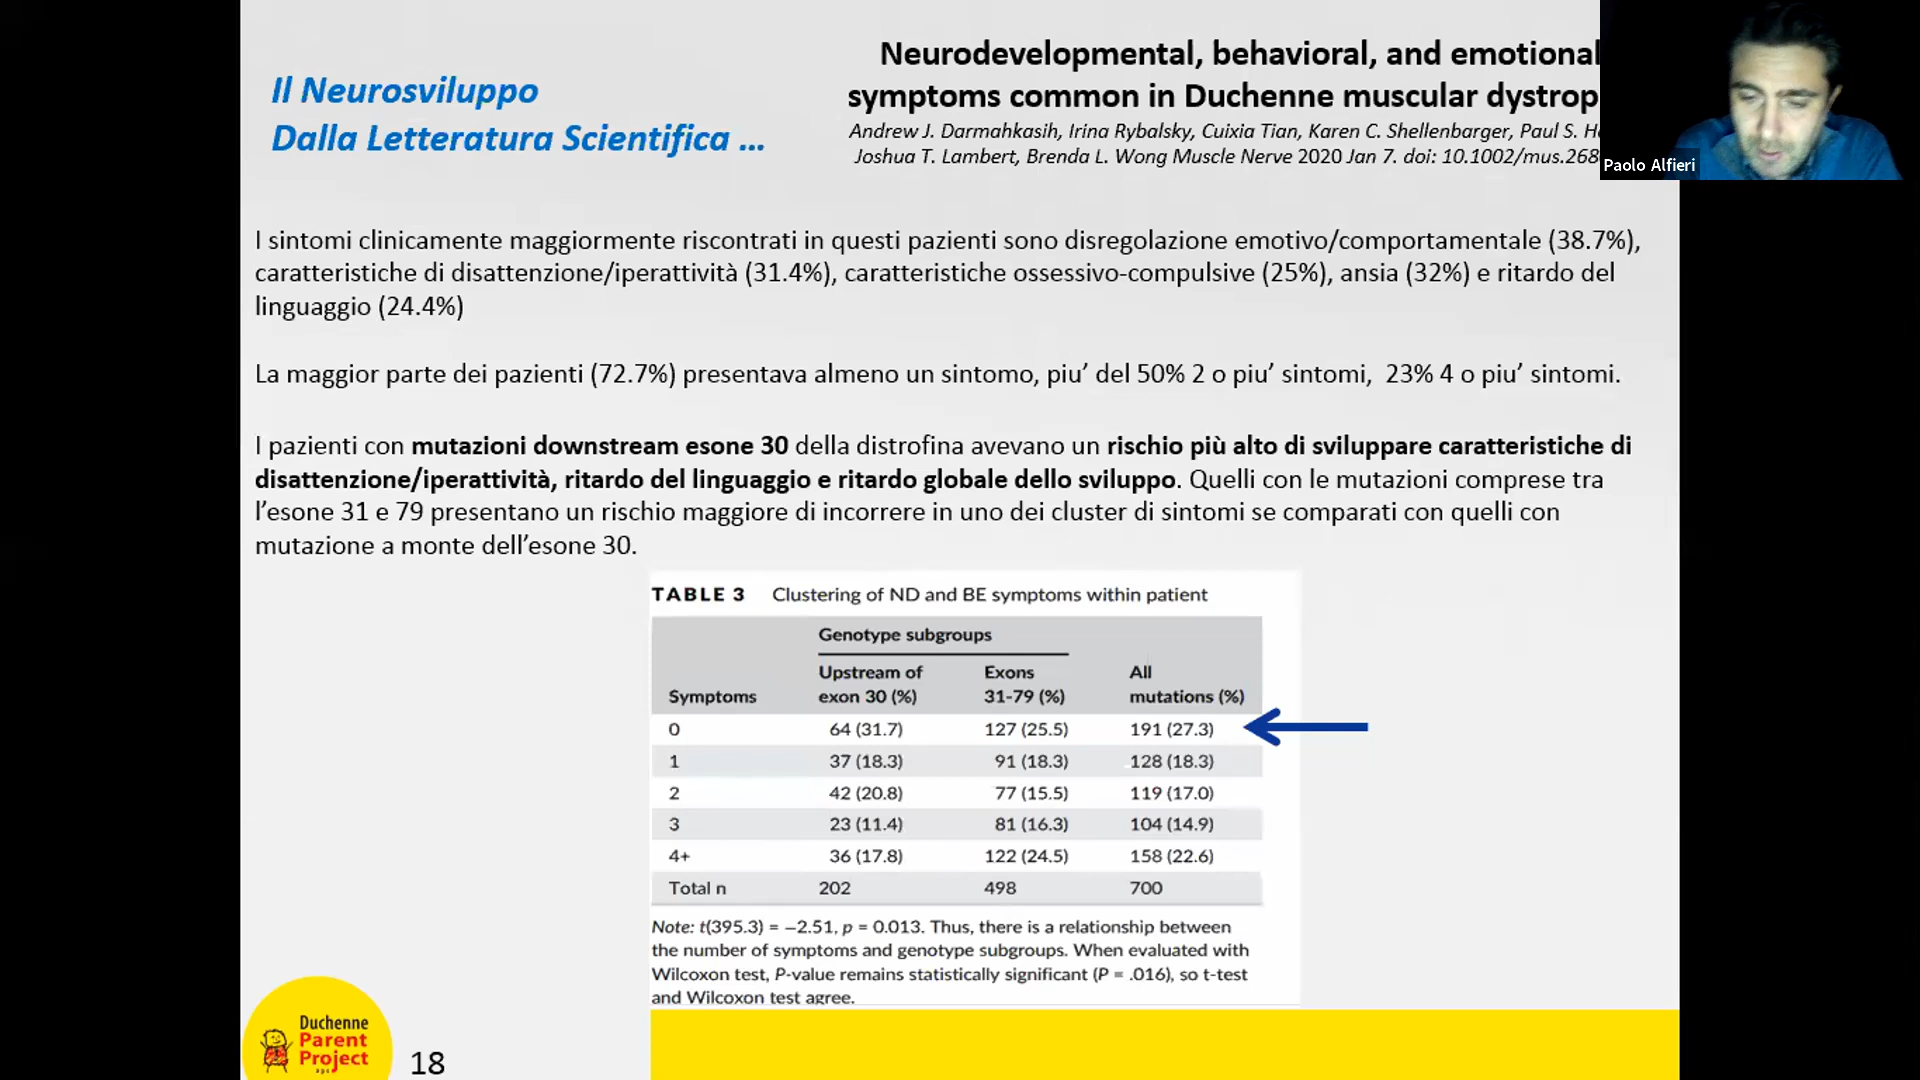 Il Neurosviluppo
Dalla Letteratura Scientifica ...
Neurodevelopmental, behavioral, and emotional
symptoms common in Duchenne muscular
Andrew J. Darmahkasih, Irina Rybalsky, Cuixia Tian, Karen C. Shellenbarger, Paul S.
Joshua T. Lambert, Brenda L. Wong Muscle Nerve 2020 Jan 7. doi: 10.1002/mus.268
Paolo Alfieri
I sintomi clinicamente maggiormente riscontrati in questi pazienti sono disregolazione emotivo/comportamentale (38.7%),
caratteristiche di disattenzione/iperattività (31.4%), caratteristiche ossessivo-compulsive (25%), ansia (32%) e ritardo del
linguaggio (24.4%)
La maggior parte dei pazienti (72.7%) presentava almeno un sintomo, piu’ del 50% 2 o piu’ sintomi, 23% 4 o piu’ sintomi.
I pazienti con mutazioni downstream esone 30 della distrofina avevano un rischio più alto di sviluppare caratteristiche di
disattenzione/iperattività, ritardo del linguaggio e ritardo globale dello sviluppo. Quelli con le mutazioni comprese tra
l’esone 31 e 79 presentano un rischio maggiore di incorrere in uno dei cluster di sintomi se comparati con quelli con
mutazione a monte dell’esone 30.
TABLE 3 Clustering of ND and BE symptoms within patient
Genotype subgroups
Upstream of Exons All
Symptoms exon 30 (%) 31-79 (%) mutations (%)
0 64 (31.7) 127 (25.5) 191 (27.3)
1 37 (18.3) 91 (18.3) 128 (18.3)
2 42 (20.8) 77 (15.5) 119 (17.0)
3 23 (11.4) 81 (16.3) 104 (14.9)
4+ 36 (17.8) 122 (24.5) 158 (22.6)
Total n 202 498 700
Note: t(395.3) = −2.51, p = 0.013. Thus, there is a relationship between
the number of symptoms and genotype subgroups. When evaluated with
Wilcoxon test, P-value remains statistically significant (P = .016), so t-test
and Wilcoxon test agree.
Duchenne
Parent
Project
18